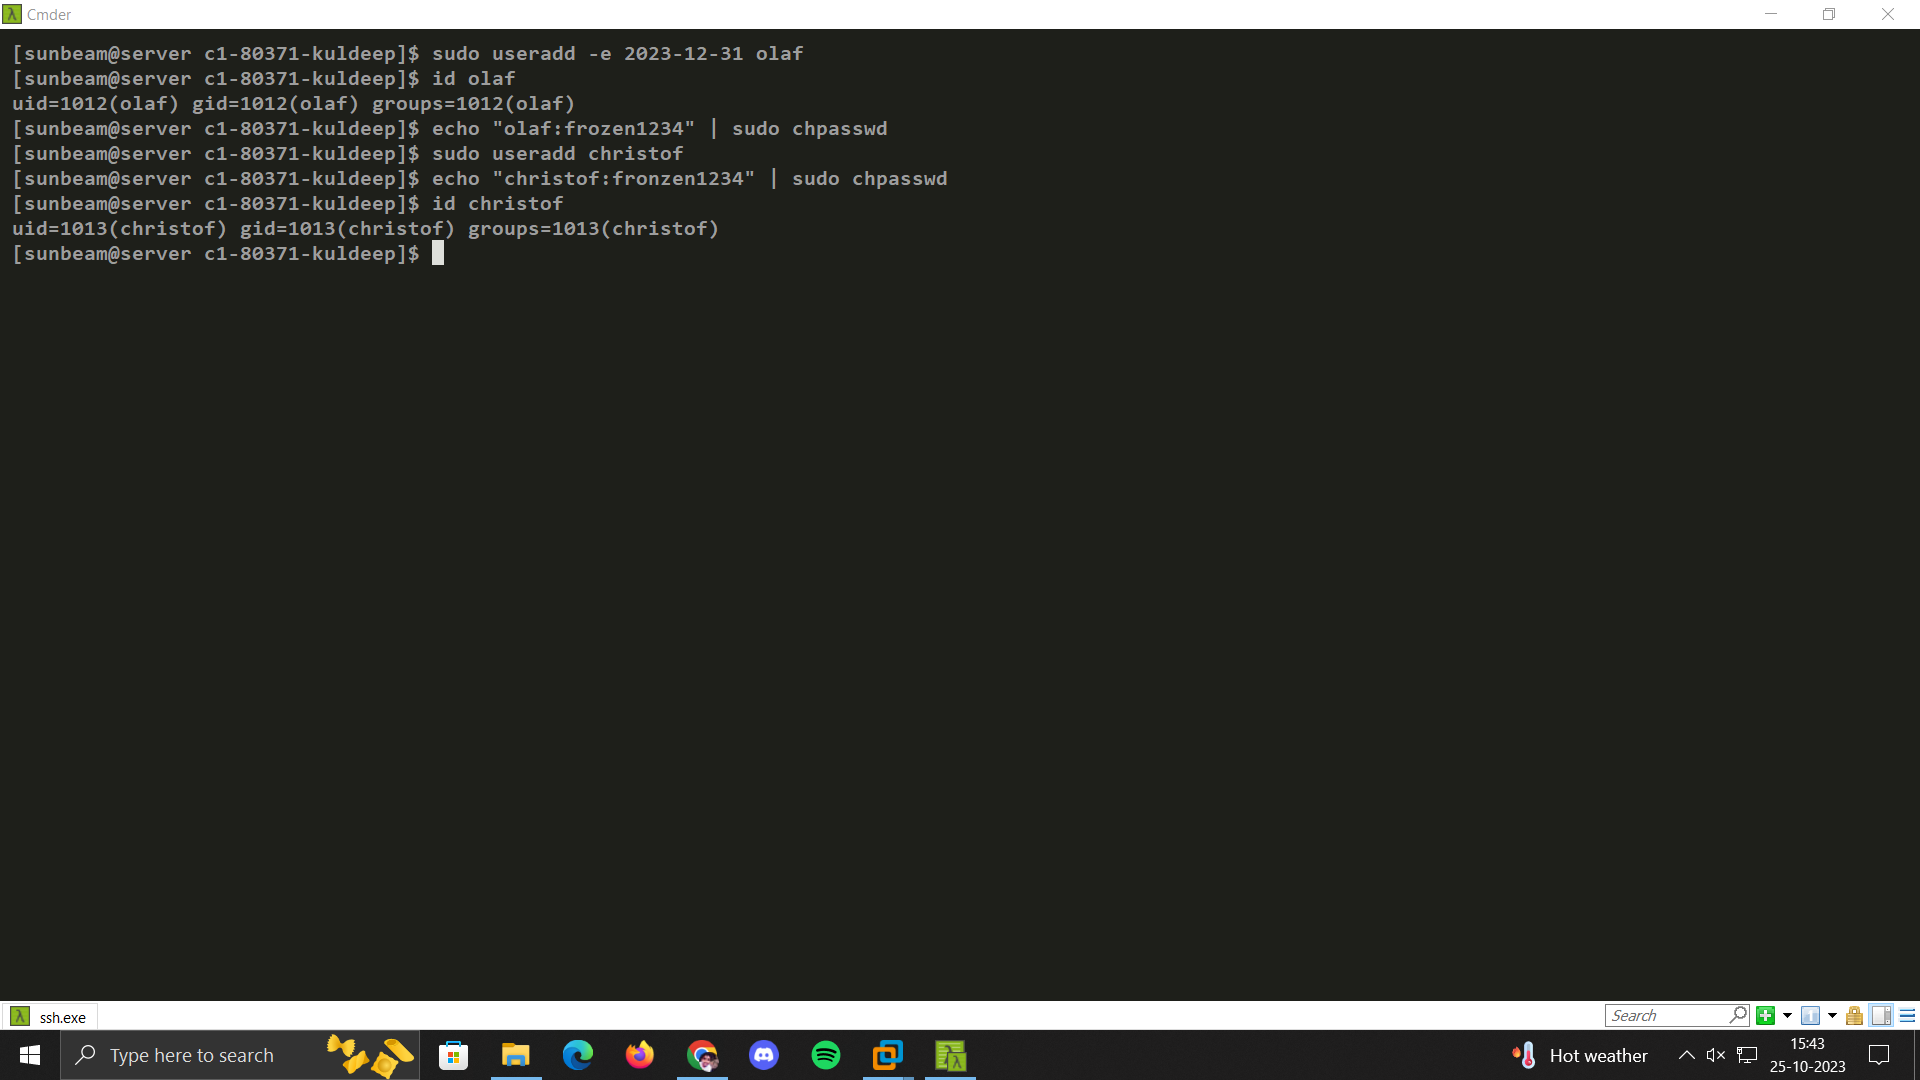 Cmder
[sunbeam@server c1-80371-kuldeep]$ sudo useradd -e 2023-12-31 olaf
[sunbeam@server c1-80371-kuldeep]$ id olaf
uid=1012(olaf) gid=1012(olaf) groups=1012(olaf)
[sunbeam@server c1-80371-kuldeep]$ echo "olaf:frozen1234" | sudo chpasswd
[sunbeam@server c1-80371-kuldeep]$ sudo useradd christof
[sunbeam@server c1-80371-kuldeep]$ echo "christof:fronzen1234" | sudo chpasswd
[sunbeam@server c1-80371-kuldeep]$ id christof
uid=1013(christof) gid=1013(christof) groups=1013(christof)
[sunbeam@server c1-80371-kuldeep]$
ssh.exe
Search
Type here to search
Hot weather
15:43
25-10-2023